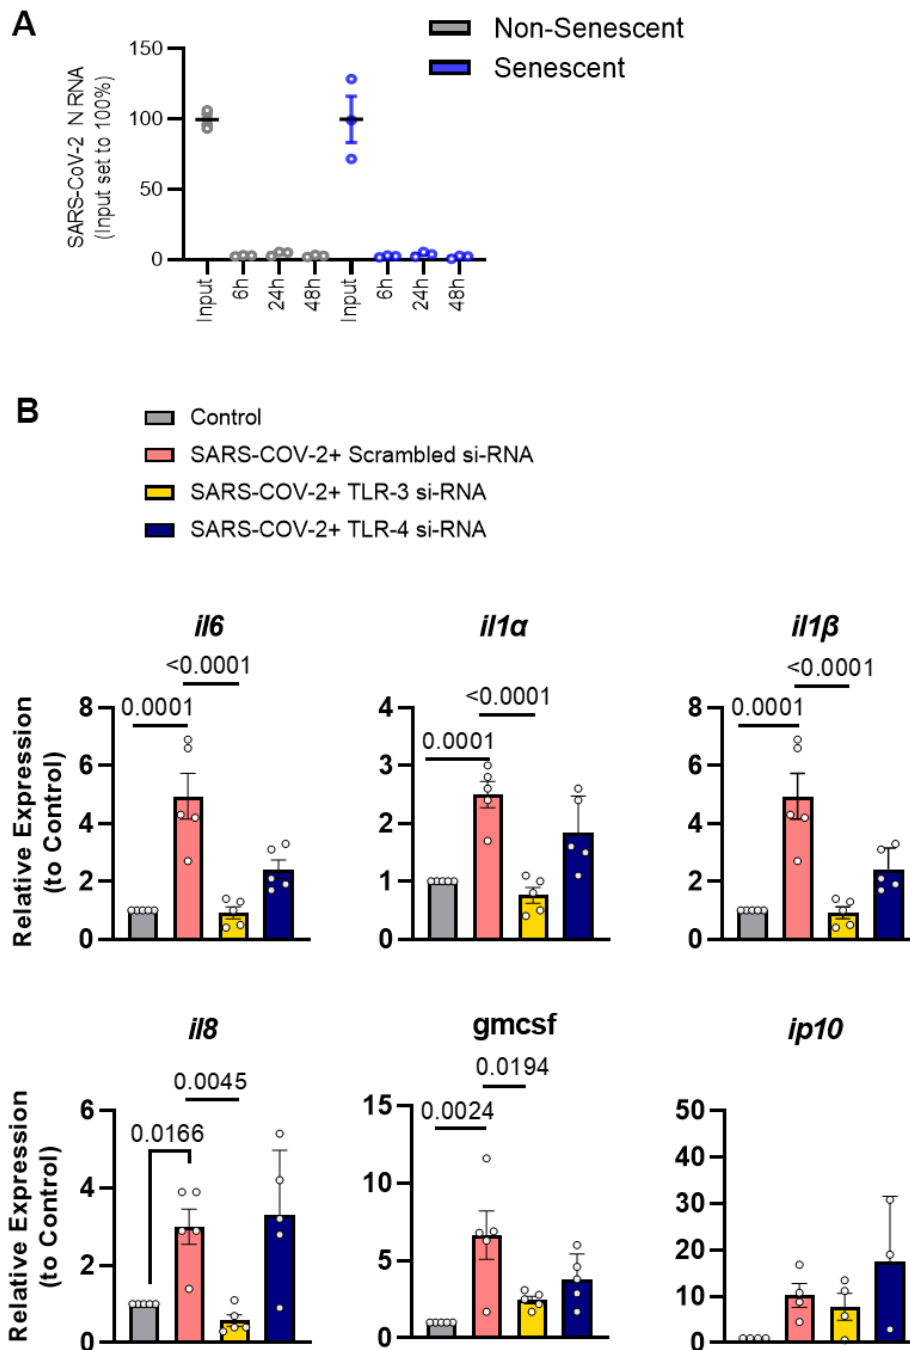 A
Non-Senescent
Senescent
SARS-CoV-2 N RNA
(Input set to 100%)
150
100
50
0
Input
6h
24h
48h
Input
6h
24h
48h
B
Control
SARS-COV-2+ Scrambled si-RNA
SARS-COV-2+ TLR-3 si-RNA
SARS-COV-2+ TLR-4 si-RNA
il6
<0.0001
0.0001
Relative Expression
(to Control)
8
6
4
2
0
il1α
<0.0001
0.0001
4
3
2
1
0
il1β
<0.0001
0.0001
8
6
4
2
0
il8
0.0045
0.0166
Relative Expression
(to Control)
6
4
2
0
gmcsf
0.0194
0.0024
15
10
5
0
ip10
50
40
30
20
10
0